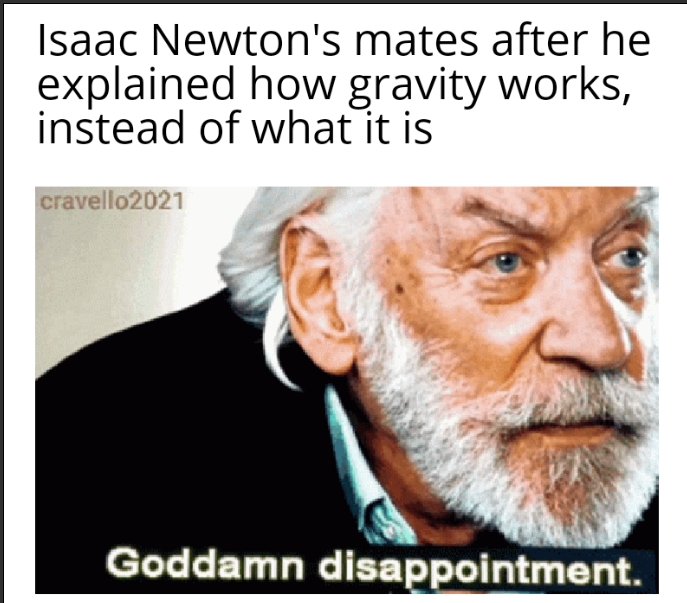 Isaac Newton's mates after he
explained how gravity works,
instead of what it is
cravello2021
Goddamn disappointment.